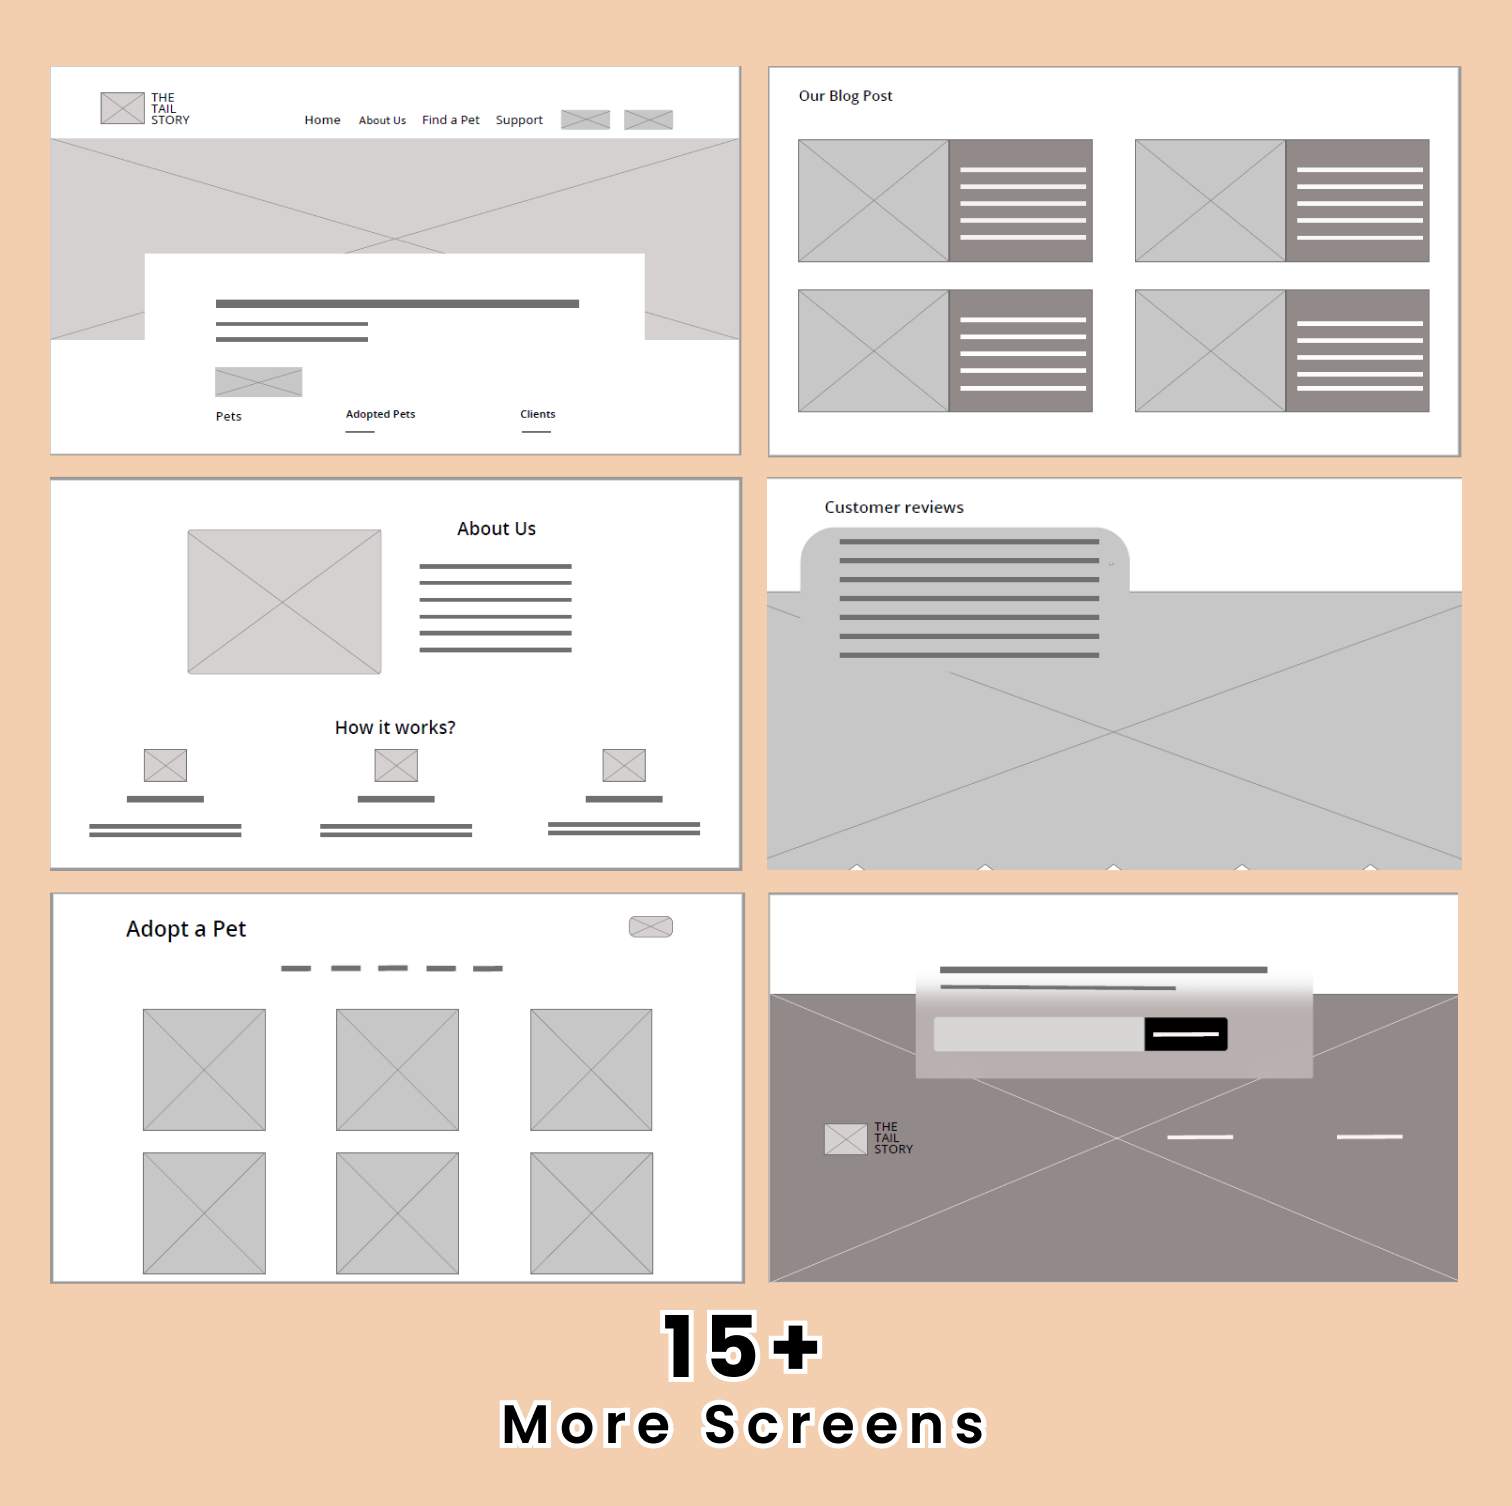 THE
TAIL
STORY
Home About Us Find a Pet Support
Pets Adopted Pets Clients
Our Blog Post
About Us
How it works?
Customer reviews
Adopt a Pet
THE
TAIL
STORY
15+
More Screens